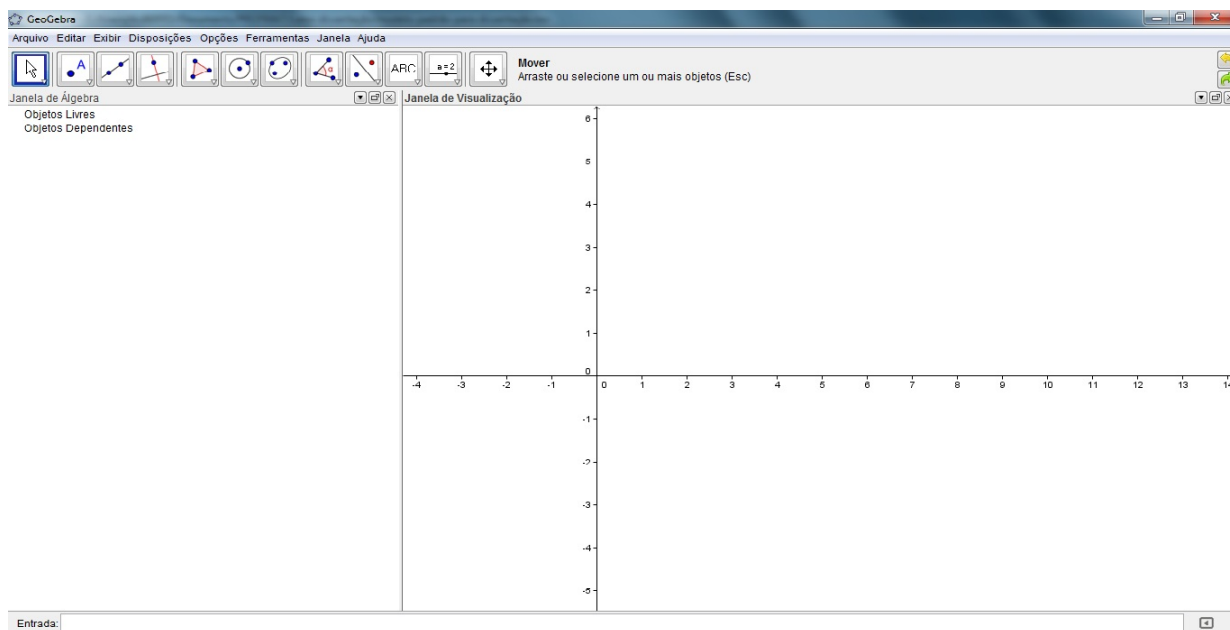 GeoGebra
Arquivo Editar Exibir Disposições Opções Ferramentas Janela Ajuda
A
α
ABC
a=2
Mover
Arraste ou selecione um ou mais objetos (Esc)
Janela de Álgebra
Janela de Visualização
Objetos Livres
Objetos Dependentes
6
5
4
3
2
1
0
-4 -3 -2 -1 0 1 2 3 4 5 6 7 8 9 10 11 12 13 14
-1
-2
-3
-4
-5
Entrada: